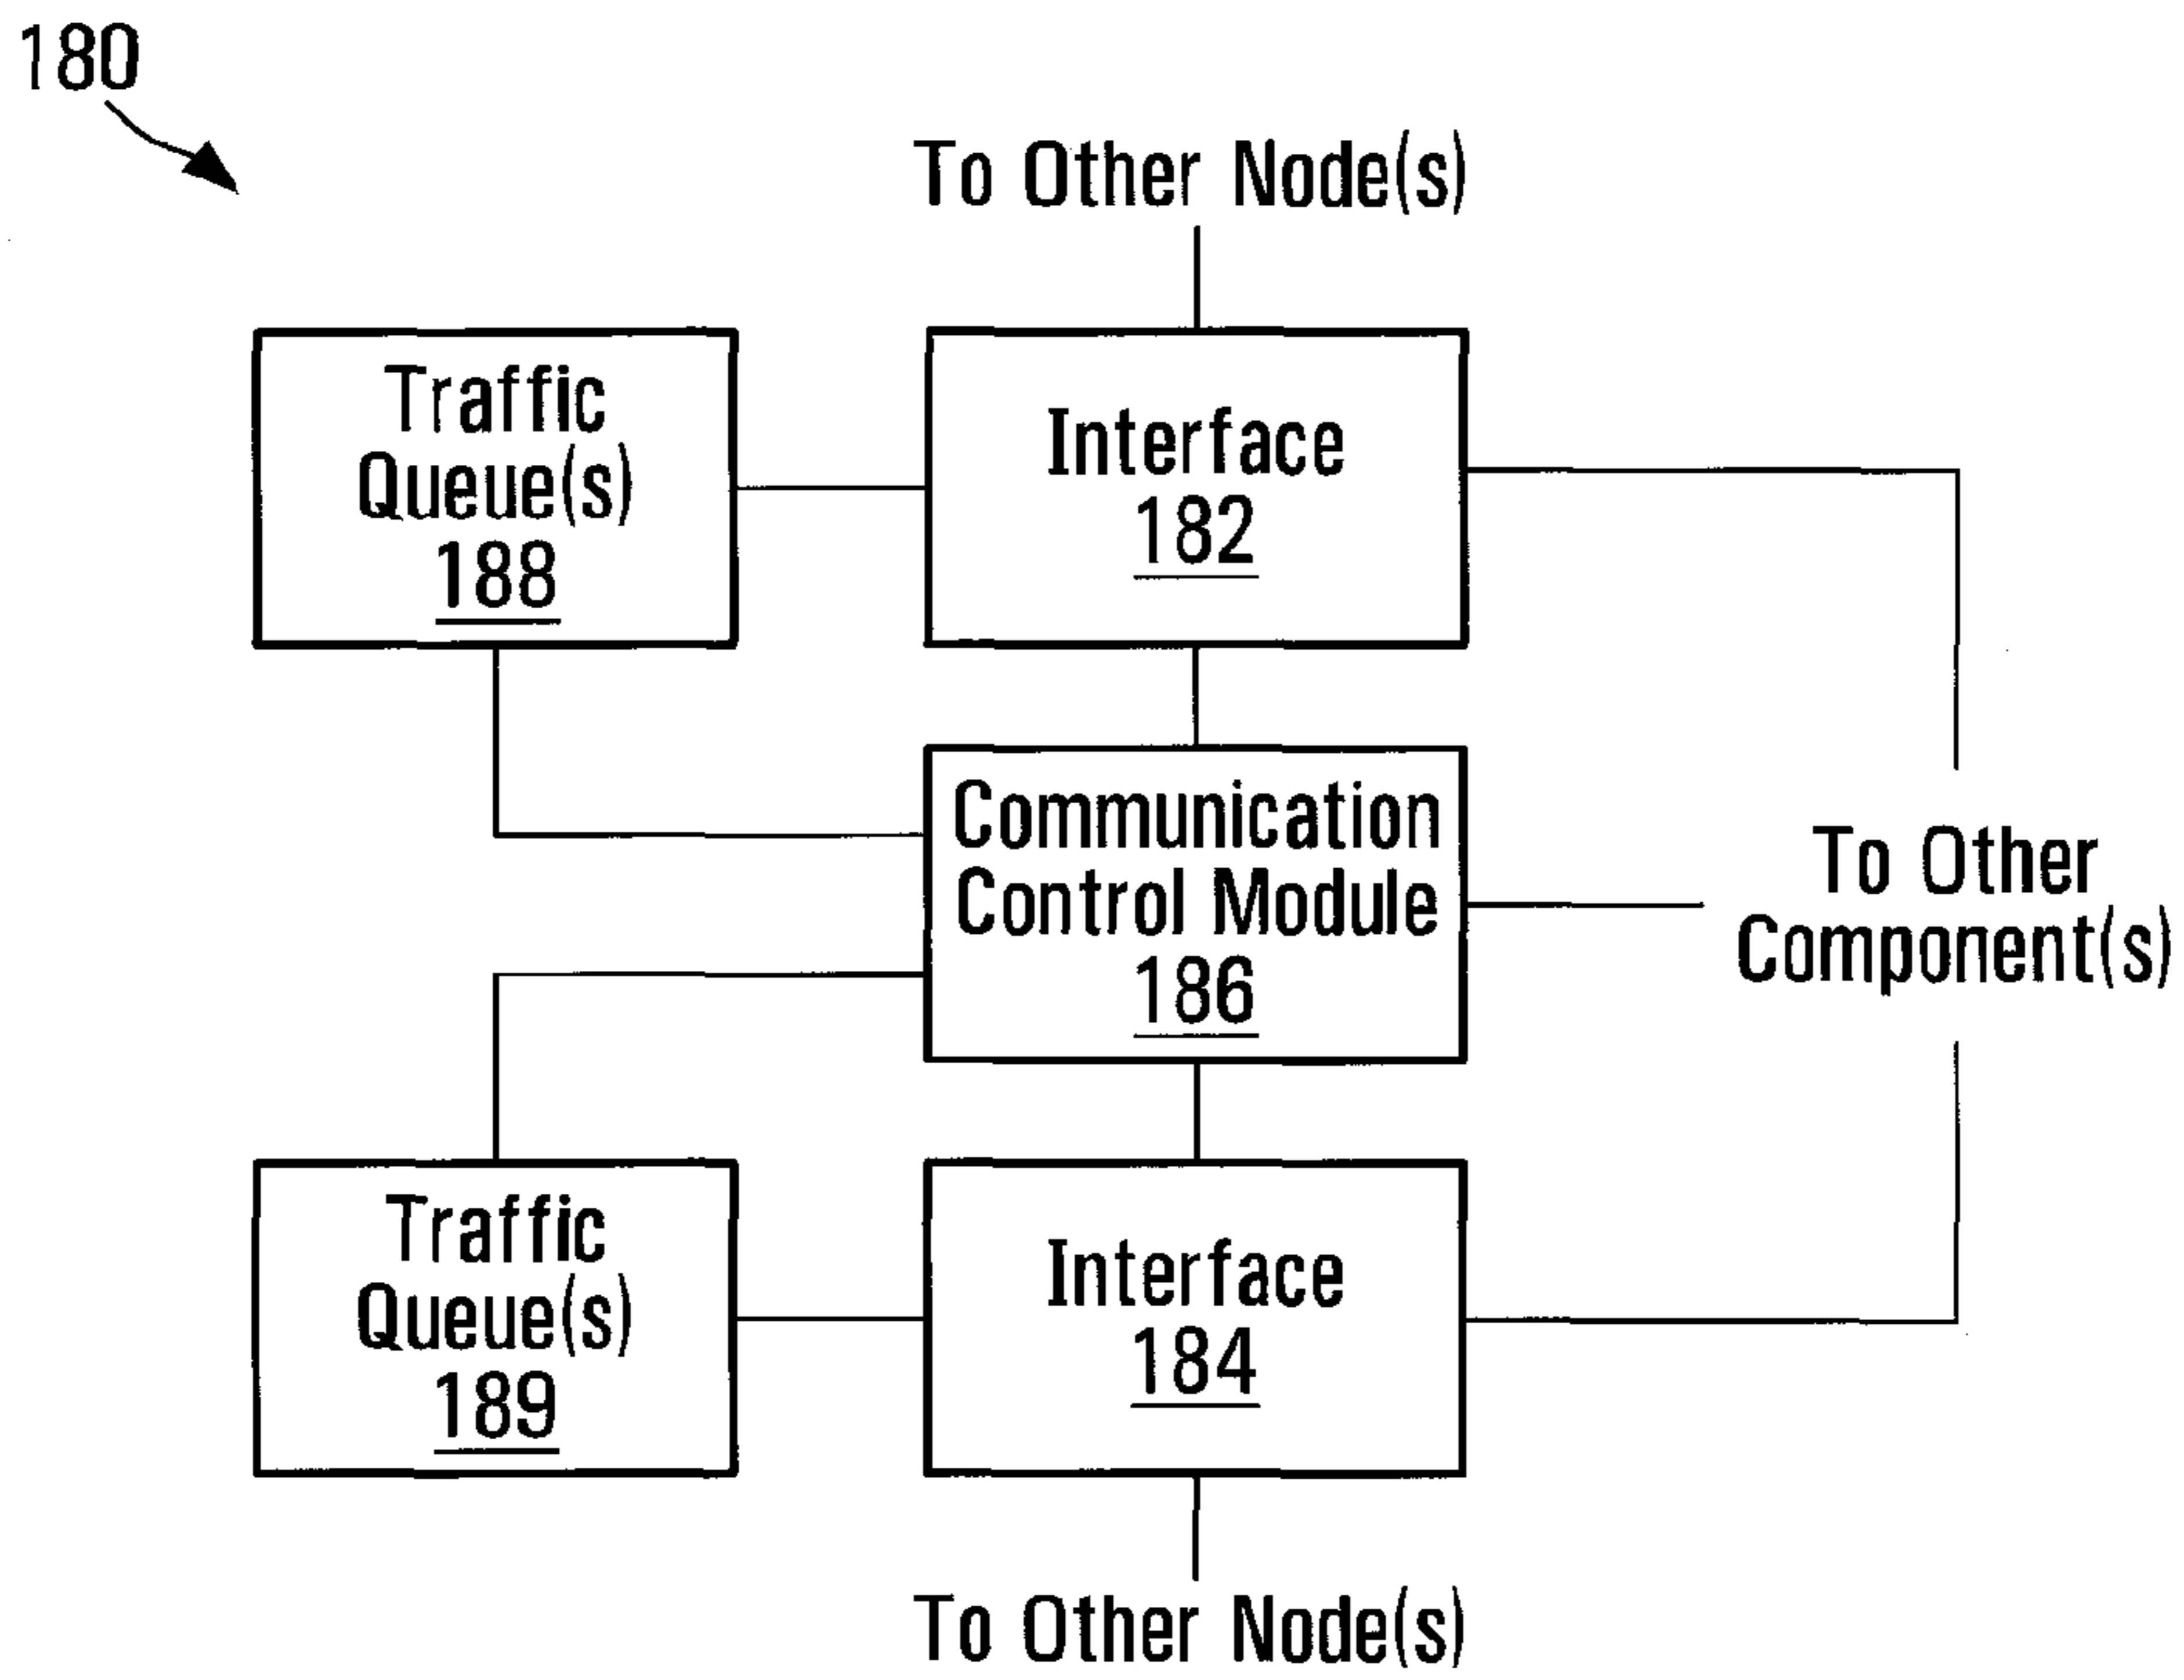 180
To Other Node(s)
Traffic
Queue(s)
188
Interface
182
Communication
Control Module
186
To Other
Component(s)
Traffic
Queue(s)
189
Interface
184
To Other Node(s)